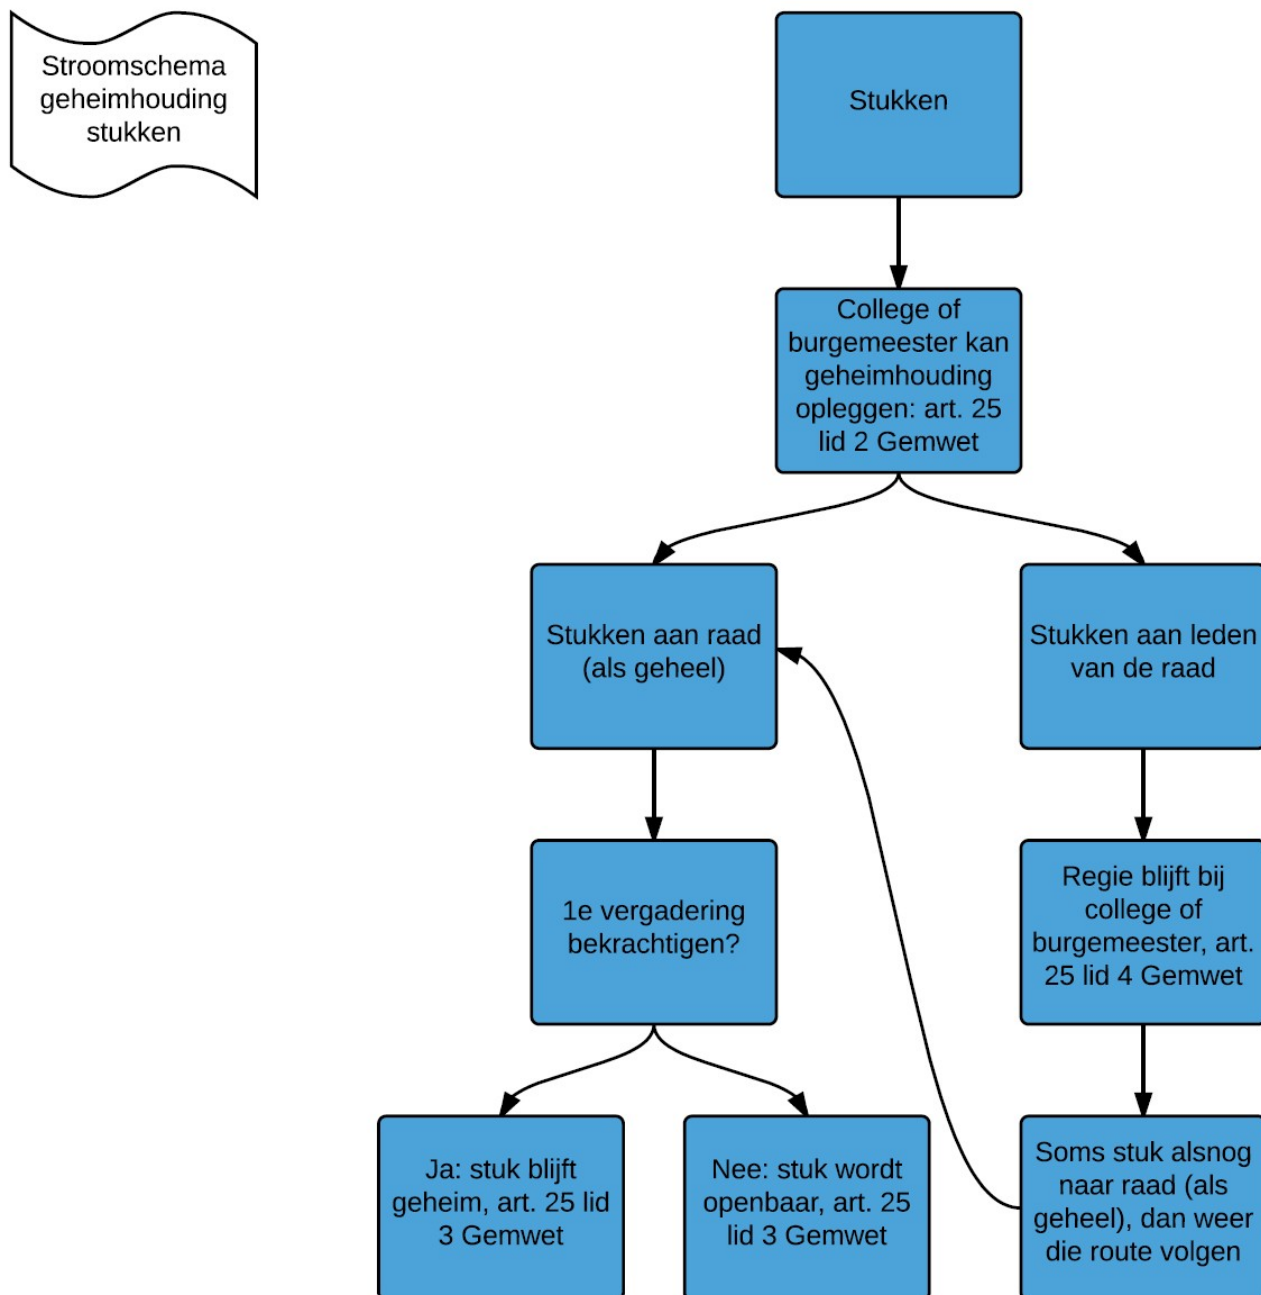 Stroomschema
geheimhouding
stukken
Stukken
College of
burgemeester kan
geheimhouding
opleggen: art. 25
lid 2 Gemwet
Stukken aan raad
(als geheel)
Stukken aan leden
van de raad
1e vergadering
bekrachtigen?
Regie blijft bij
college of
burgemeester, art.
25 lid 4 Gemwet
Ja: stuk blijft
geheim, art. 25 lid
3 Gemwet
Nee: stuk wordt
openbaar, art. 25
lid 3 Gemwet
Soms stuk alsnog
naar raad (als
geheel), dan weer
die route volgen